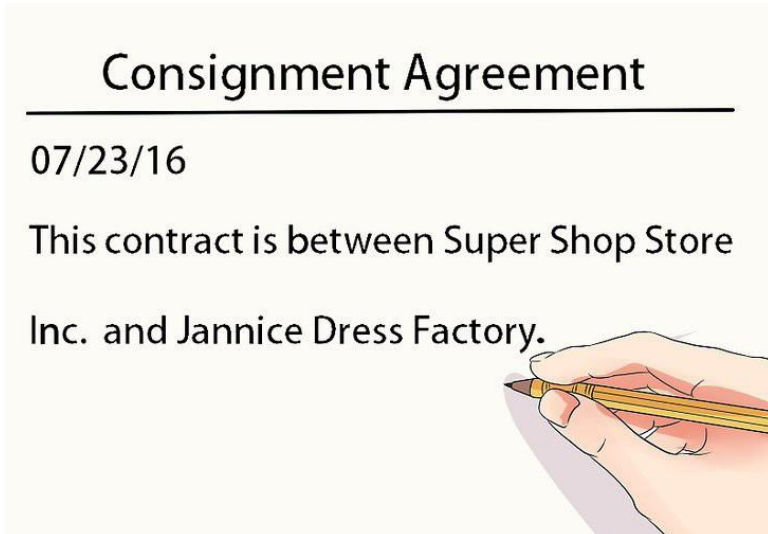 Consignment Agreement
07/23/16
This contract is between Super Shop Store
Inc. and Jannice Dress Factory.